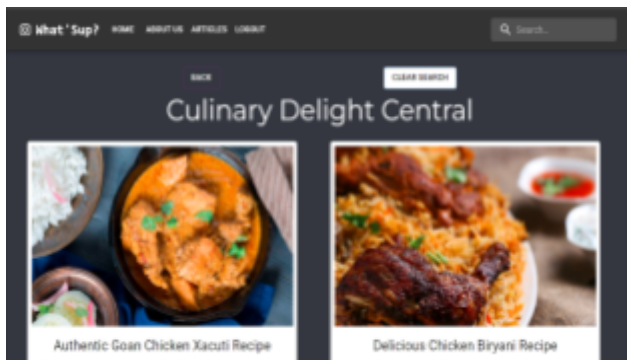 What'Sup? HOME ABOUT US ARTICLES LOGOUT Search...
BACK CLEAR SEARCH
Culinary Delight Central
Authentic Goan Chicken Xacuti Recipe
Delicious Chicken Biryani Recipe